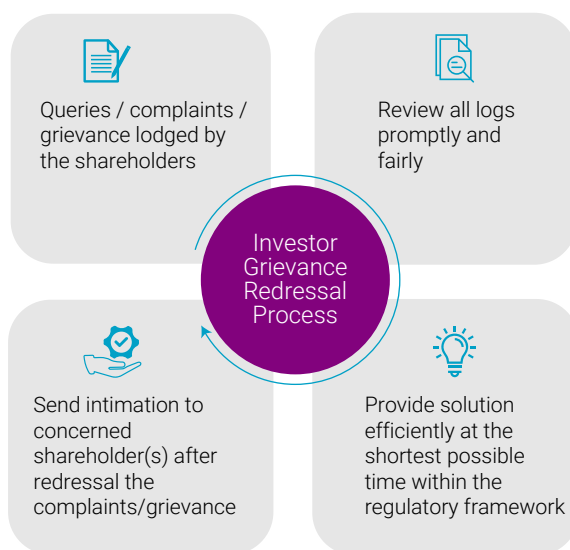 Queries / complaints /
grievance lodged by
the shareholders
Review all logs
promptly and
fairly
Investor
Grievance
Redressal
Process
Send intimation to
concerned
shareholder(s) after
redressal the
complaints/grievance
Provide solution
efficiently at the
shortest possible
time within the
regulatory framework